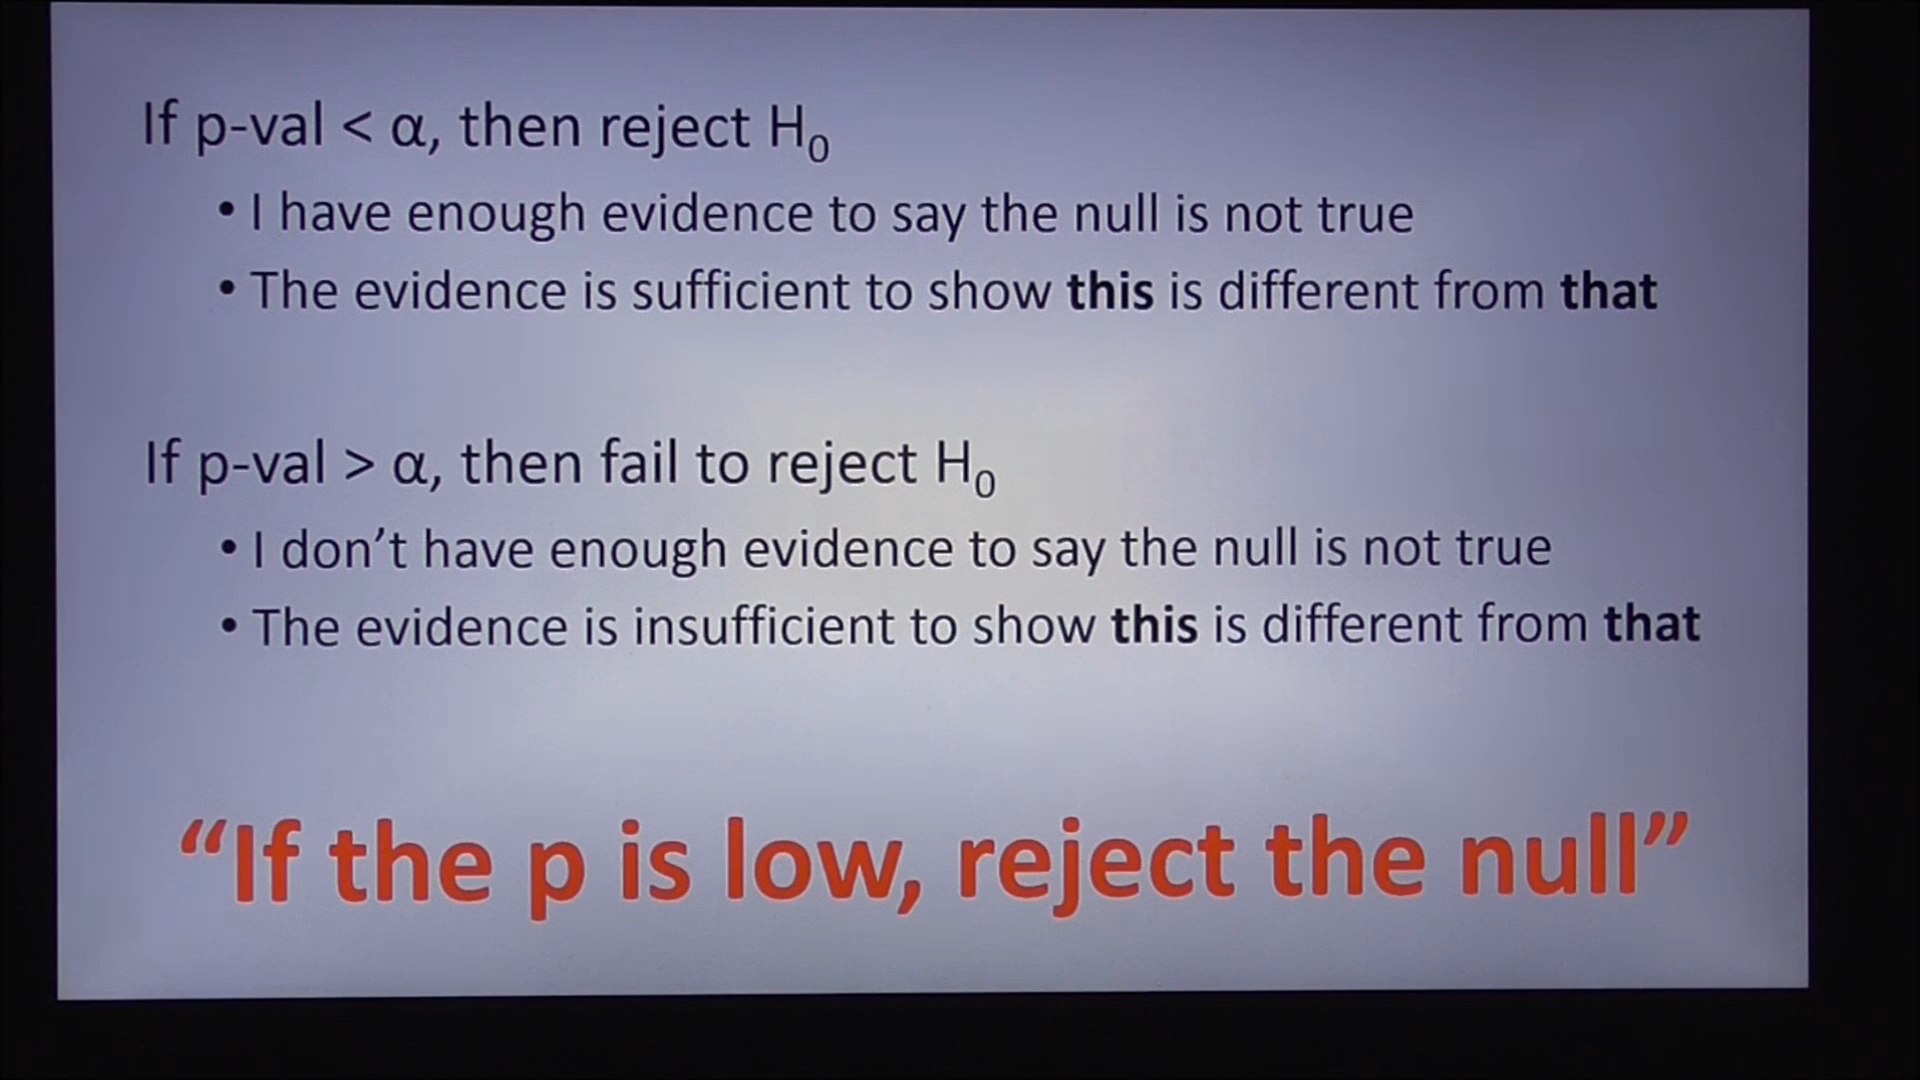 If p-val < α, then reject H₀
• I have enough evidence to say the null is not true
• The evidence is sufficient to show this is different from that
If p-val > α, then fail to reject H₀
• I don’t have enough evidence to say the null is not true
• The evidence is insufficient to show this is different from that
“If the p is low, reject the null”